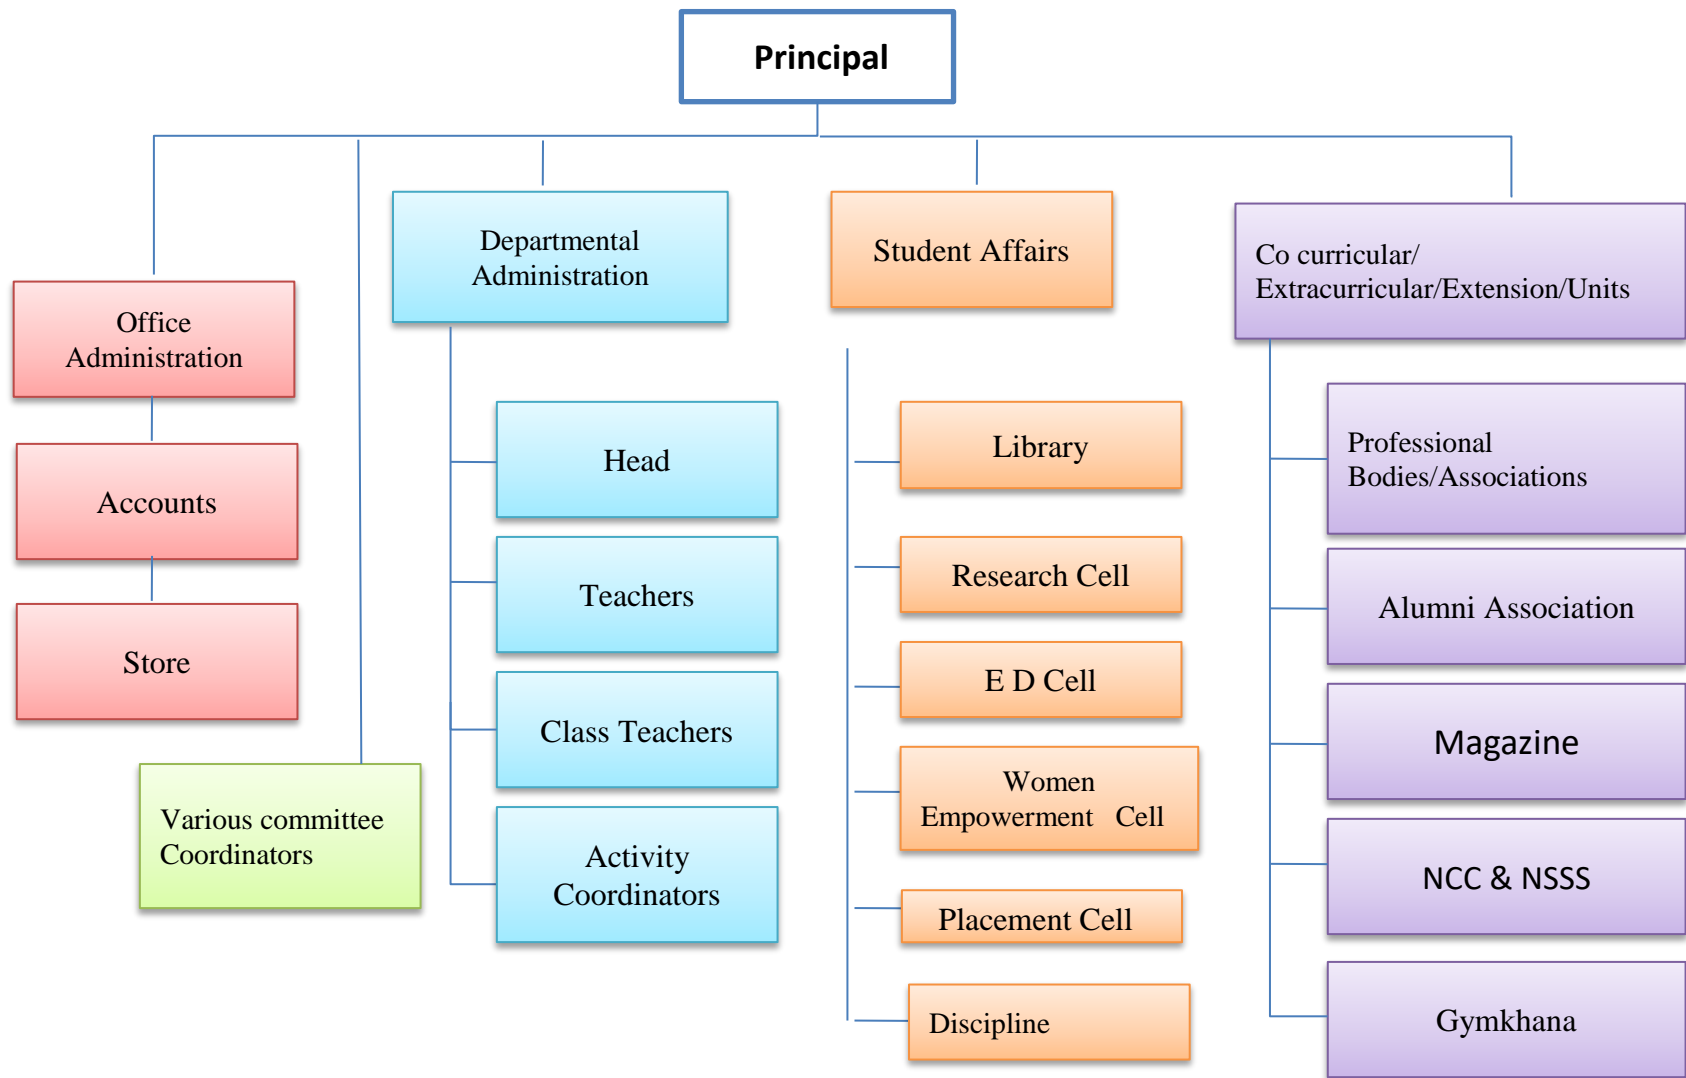 Principal
Office
Administration
Accounts
Store
Various committee
Coordinators
Departmental
Administration
Head
Teachers
Class Teachers
Activity
Coordinators
Student Affairs
Library
Research Cell
E D Cell
Women
Empowerment Cell
Placement Cell
Discipline
Co curricular/
Extracurricular/Extension/Units
Professional
Bodies/Associations
Alumni Association
Magazine
NCC & NSSS
Gymkhana